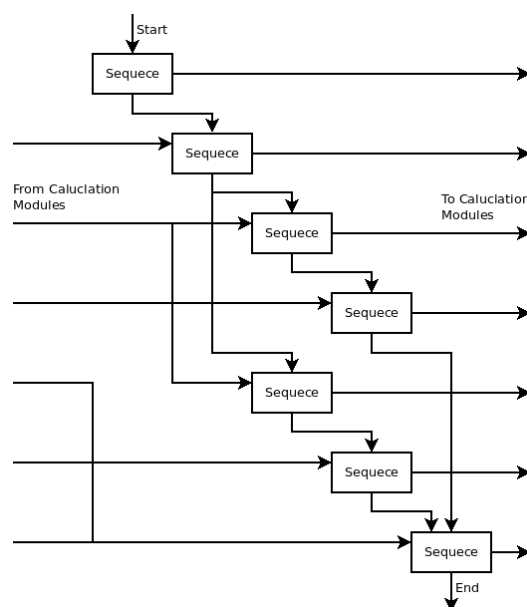 Start
Sequece
Sequece
From Caluclation
Modules
To Caluclation
Modules
Sequece
Sequece
Sequece
Sequece
Sequece
End